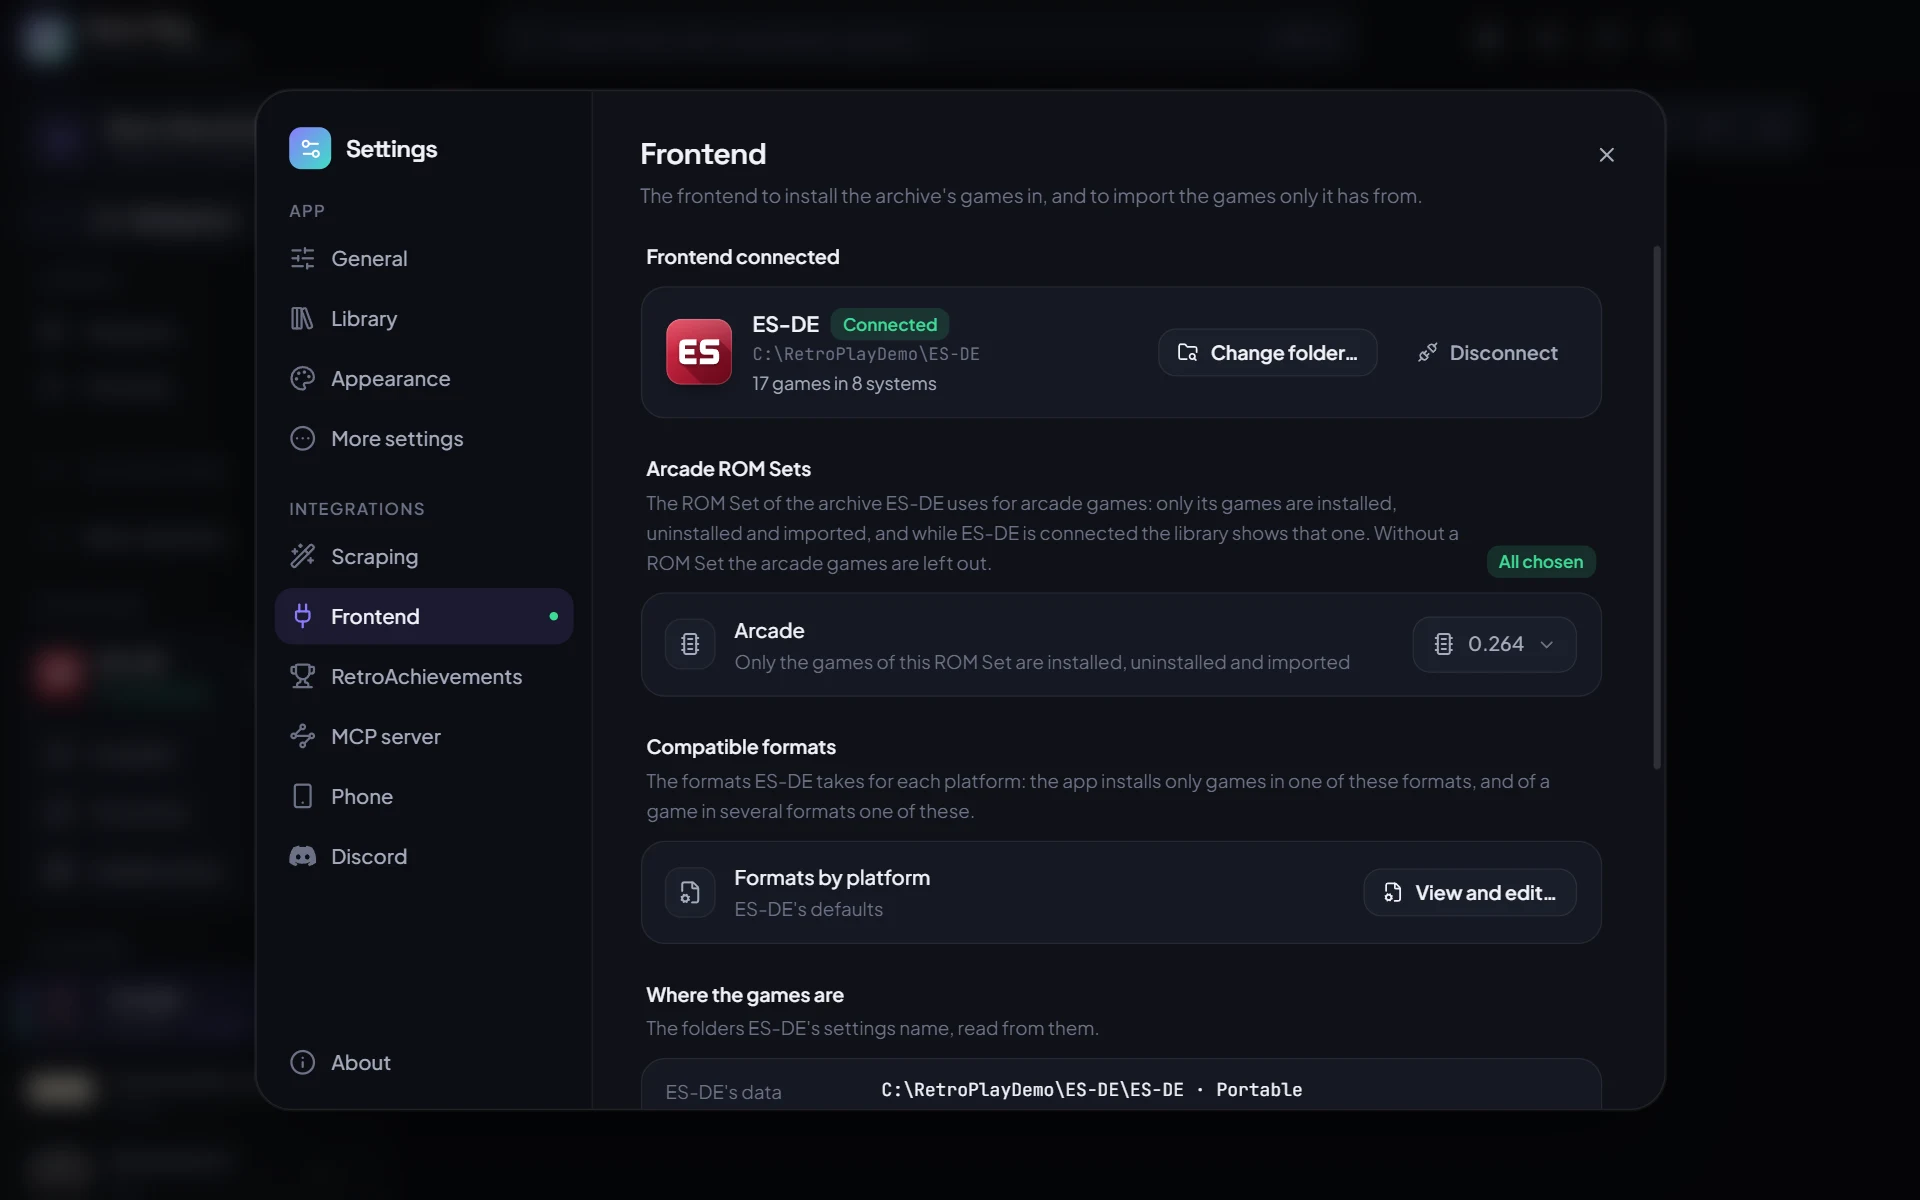 Settings
APP
General
Library
Appearance
More settings
INTEGRATIONS
Scraping
Frontend
RetroAchievements
MCP server
Phone
Discord
About
Frontend
The frontend to install the archive's games in, and to import the games only it has from.
Frontend connected
ES
ES-DE Connected
C:\RetroPlayDemo\ES-DE
17 games in 8 systems
Change folder...
Disconnect
Arcade ROM Sets
The ROM Set of the archive ES-DE uses for arcade games: only its games are installed,
uninstalled and imported, and while ES-DE is connected the library shows that one. Without a
ROM Set the arcade games are left out.
All chosen
Arcade
Only the games of this ROM Set are installed, uninstalled and imported
0.264
Compatible formats
The formats ES-DE takes for each platform: the app installs only games in one of these formats, and of a
game in several formats one of these.
Formats by platform
ES-DE's defaults
View and edit...
Where the games are
The folders ES-DE's settings name, read from them.
ES-DE's data C:\RetroPlayDemo\ES-DE\ES-DE · Portable